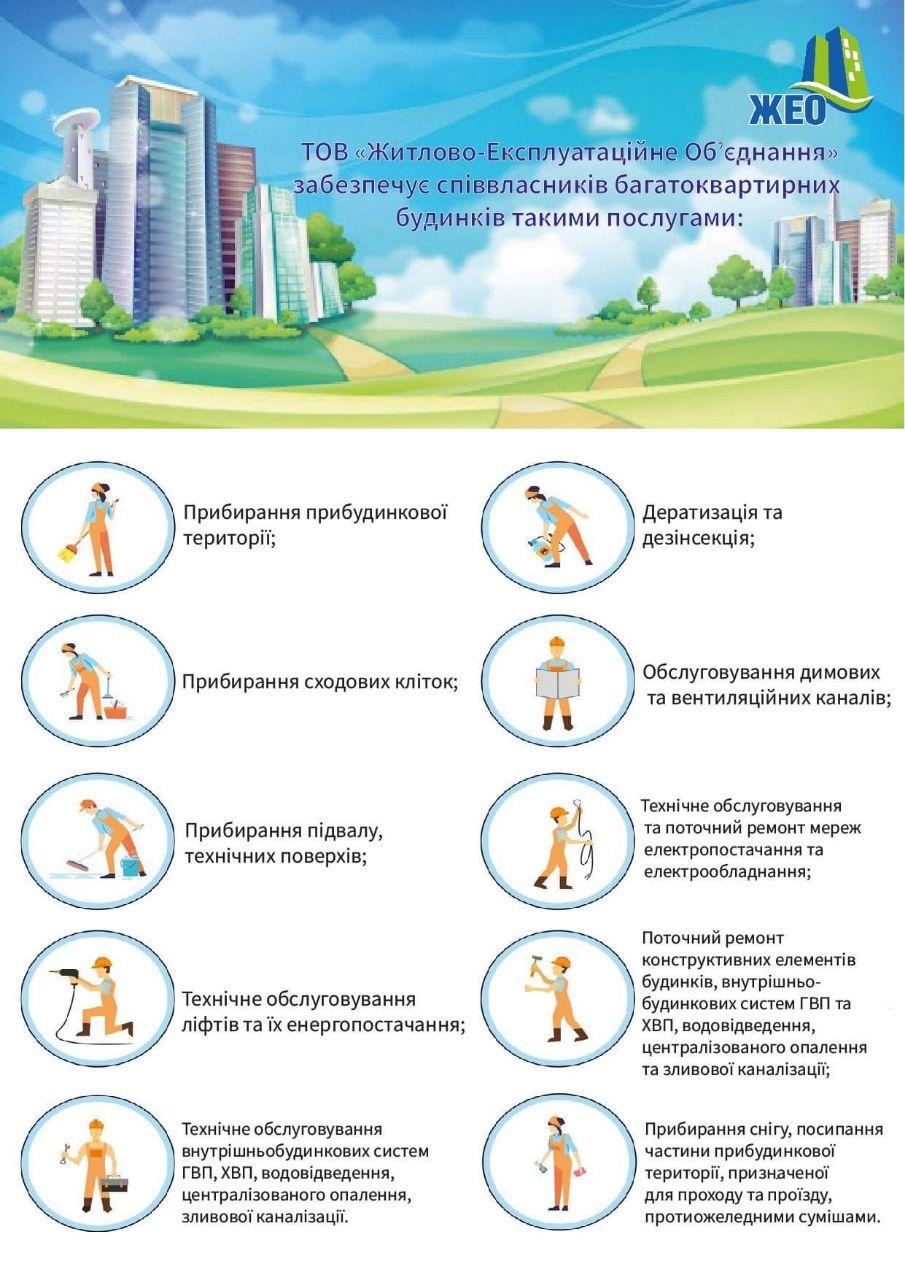 ЖЕО
ТОВ «Житлово-Експлуатаційне Об’єднання»
забезпечує співвласників багатоквартирних
будинків такими послугами:
Прибирання прибудинкової
території;
Дератизація та
дезінсекція;
Прибирання сходових кліток;
Обслуговування димових
та вентиляційних каналів;
Прибирання підвалу,
технічних поверхів;
Технічне обслуговування
та поточний ремонт мереж
електропостачання та
електрообладнання;
Технічне обслуговування
ліфтів та їх енергопостачання;
Поточний ремонт
конструктивних елементів
будинків, внутрішньо-
будинкових систем ГВП та
ХВП, водовідведення,
централізованого опалення
та зливової каналізації;
Технічне обслуговування
внутрішньобудинкових систем
ГВП, ХВП, водовідведення,
централізованого опалення,
зливової каналізації.
Прибирання снігу, посипання
частини прибудинкової
території, призначеної
для проходу та проїзду,
протиожеледними сумішами.